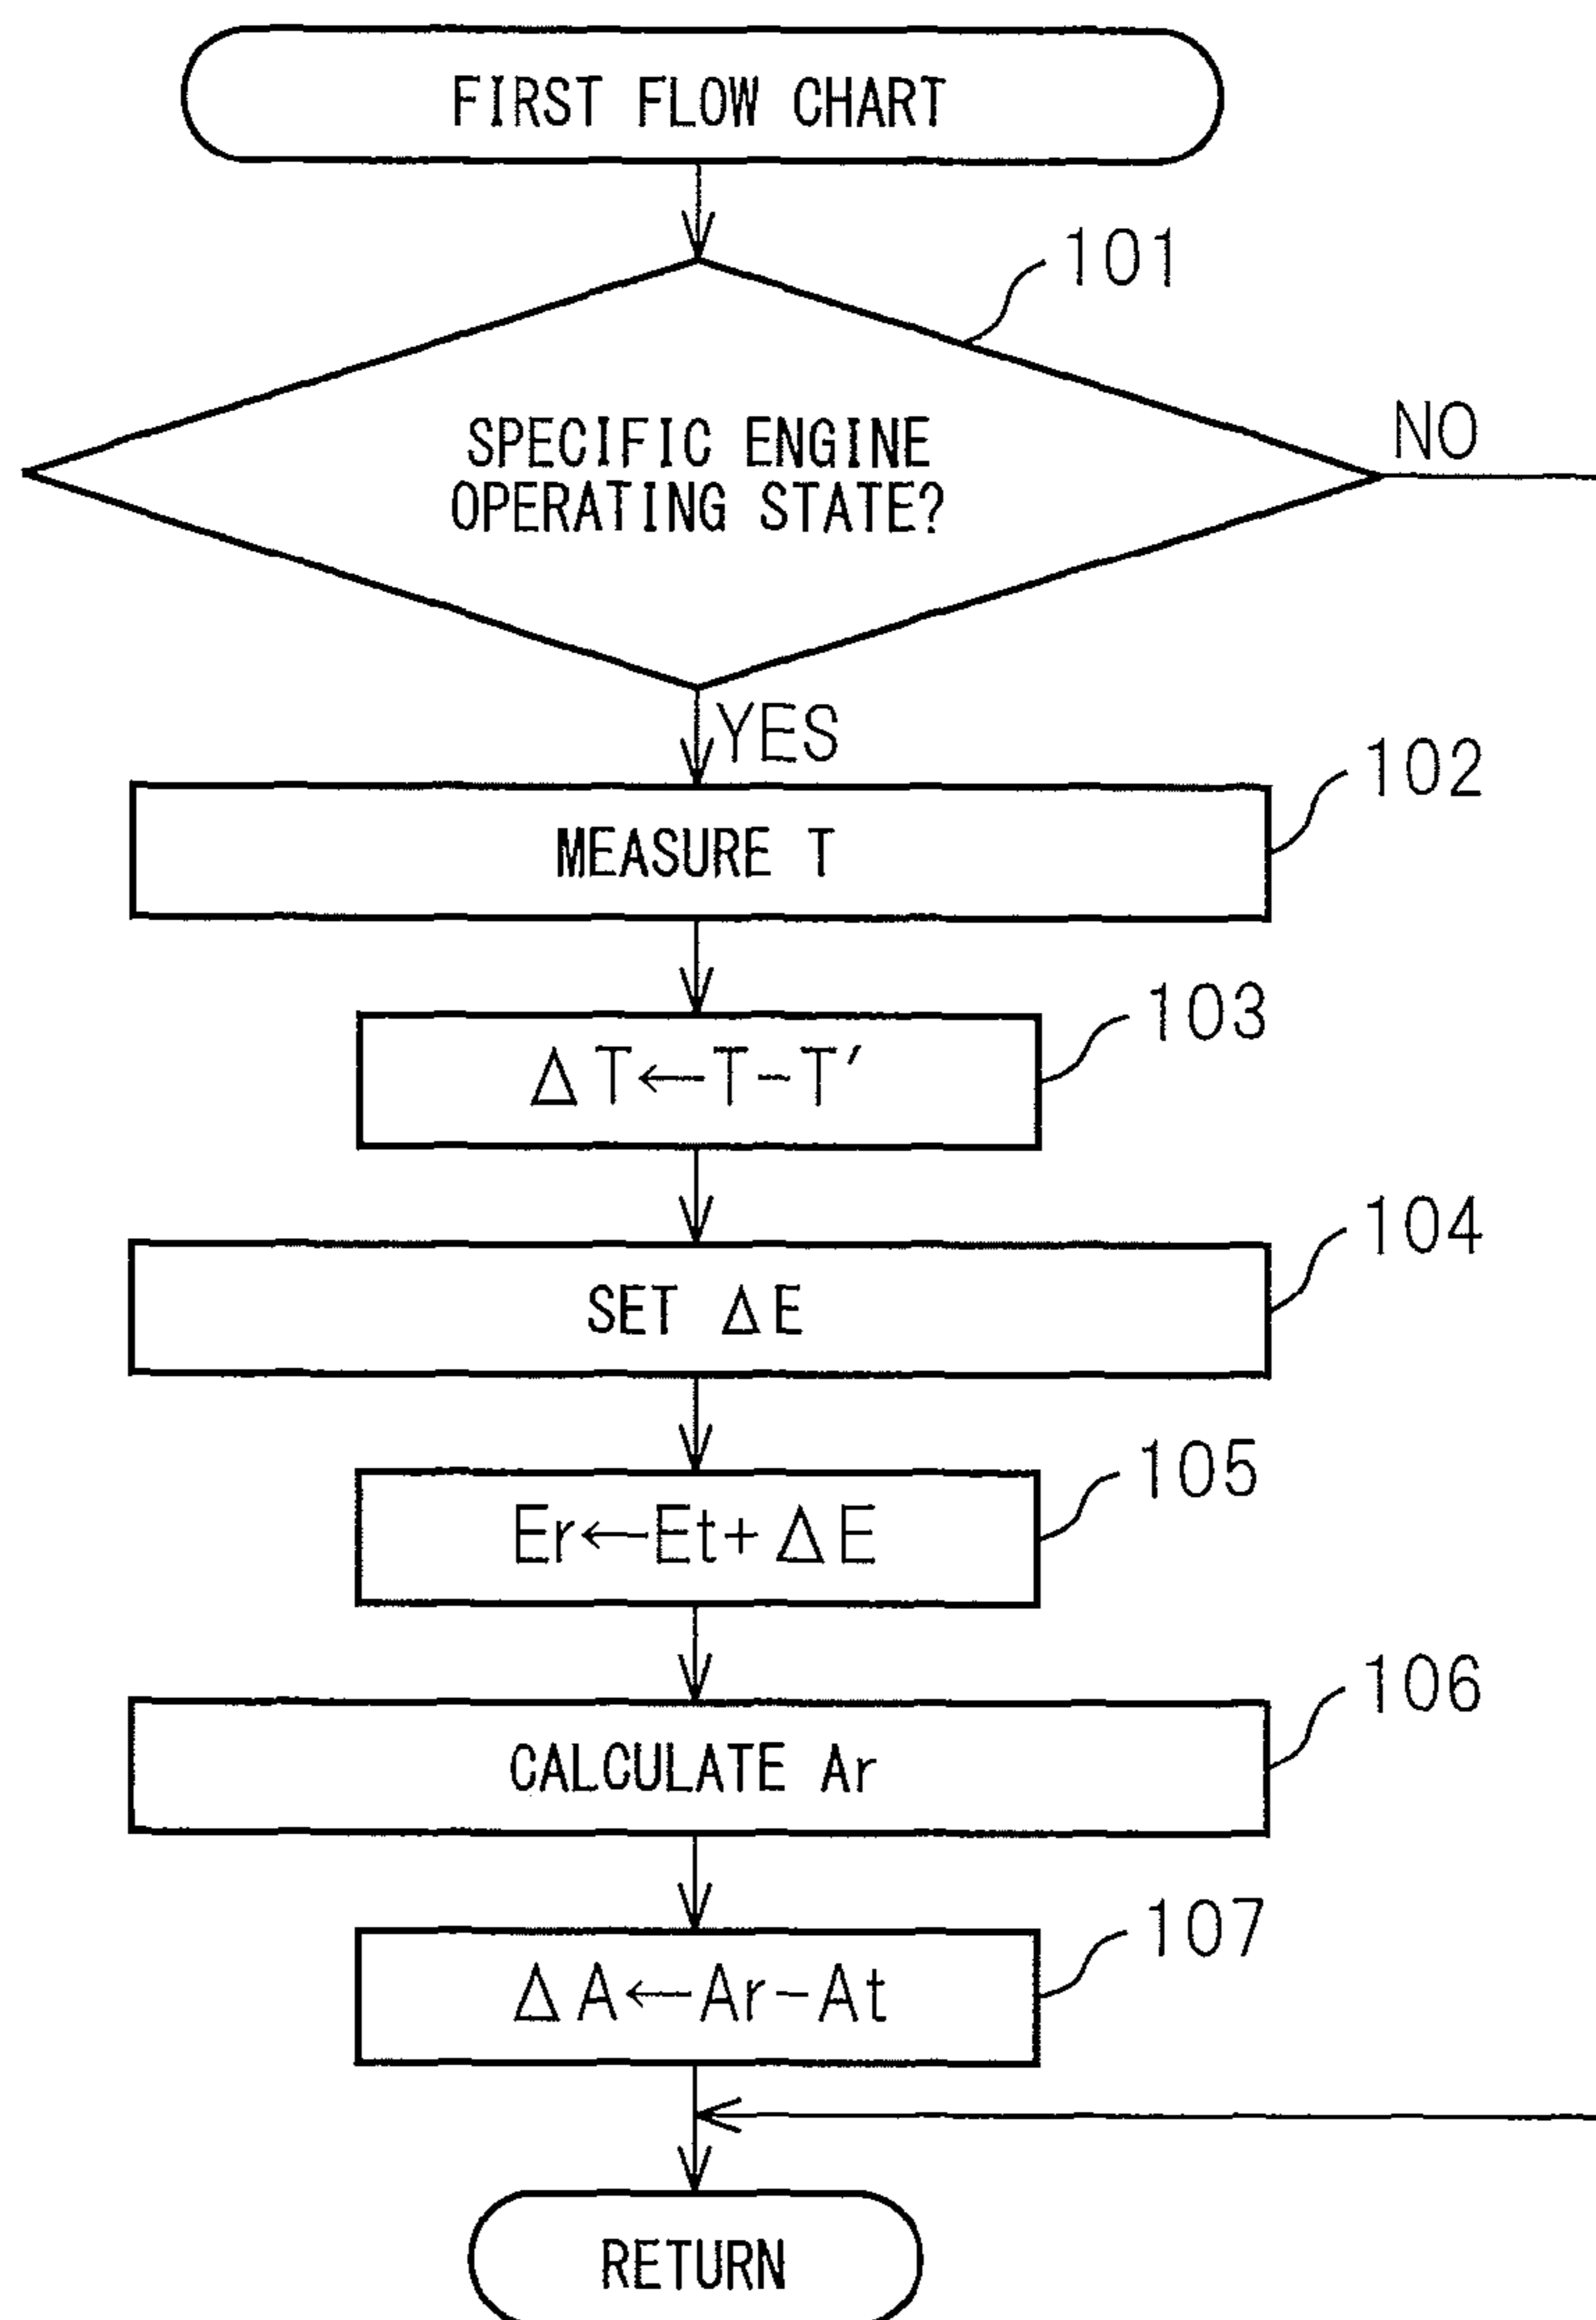 FIRST FLOW CHART
101
SPECIFIC ENGINE
OPERATING STATE?
NO
YES
102
MEASURE T
103
ΔT←T-T′
104
SET ΔE
105
Er←Et+ΔE
106
CALCULATE Ar
107
ΔA←Ar-At
RETURN